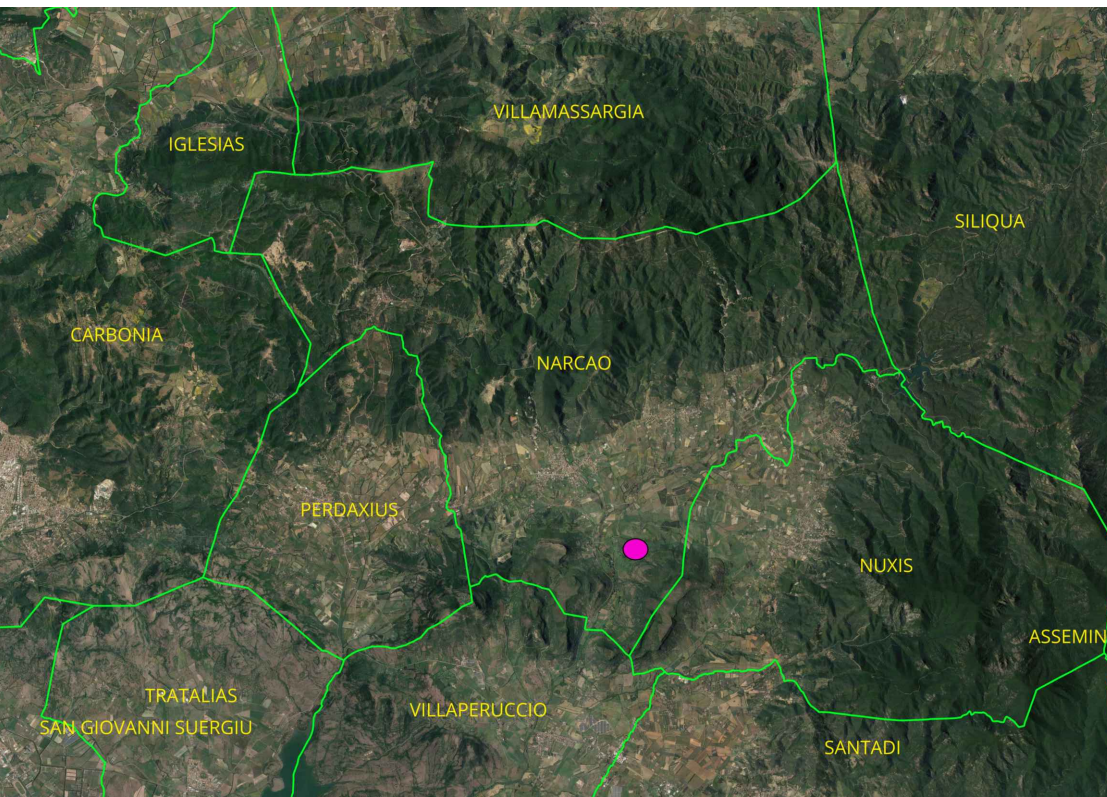 VILLAMASSARGIA
IGLESIAS
SILIQUA
CARBONIA
NARCAO
PERDAXIUS
NUXIS
ASSEMIN
TRATALIAS
VILLAPERUCCIO
SAN GIOVANNI SUERGIU
SANTADI